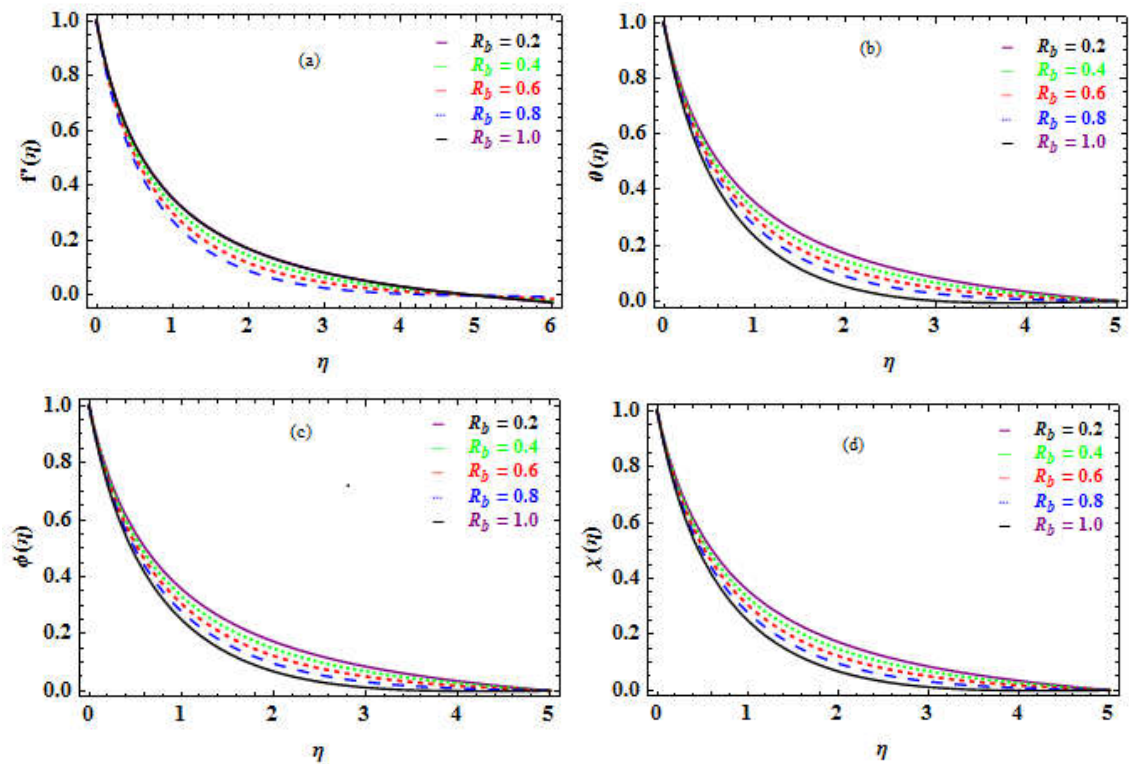 (a)
R_b = 0.2
R_b = 0.4
R_b = 0.6
R_b = 0.8
R_b = 1.0
f'(η)
1.0
0.8
0.6
0.4
0.2
0.0
0 1 2 3 4 5 6
η
(b)
R_b = 0.2
R_b = 0.4
R_b = 0.6
R_b = 0.8
R_b = 1.0
θ(η)
1.0
0.8
0.6
0.4
0.2
0.0
0 1 2 3 4 5
η
(c)
R_b = 0.2
R_b = 0.4
R_b = 0.6
R_b = 0.8
R_b = 1.0
ϕ(η)
1.0
0.8
0.6
0.4
0.2
0.0
0 1 2 3 4 5
η
(d)
R_b = 0.2
R_b = 0.4
R_b = 0.6
R_b = 0.8
R_b = 1.0
χ(η)
1.0
0.8
0.6
0.4
0.2
0.0
0 1 2 3 4 5
η